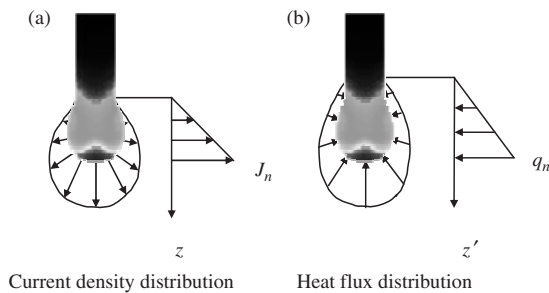 (a)
(b)
J_n
q_n
z
z′
Current density distribution
Heat flux distribution